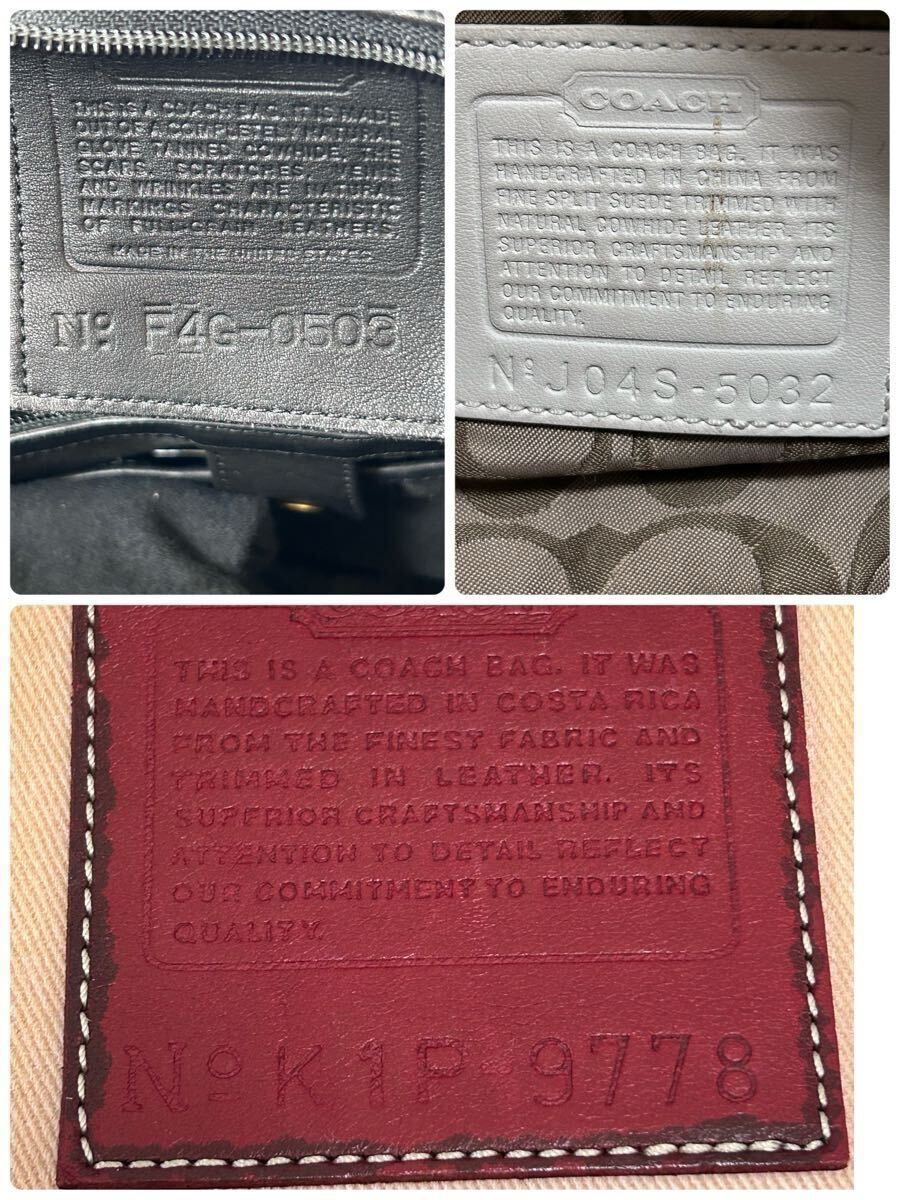 THIS IS A COACH BAG. IT WAS MADE
OUT OF A COMPLETELY NATURAL
GLOVE TANNED COWHIDE, THE
SCARS, SCRATCHES, VEINS
AND WRINKLES ARE NATURAL
MARKINGS CHARACTERISTIC
OF FULL GRAIN LEATHERS.
MADE IN THE UNITED STATES
Nº F4G-0503
COACH
THIS IS A COACH BAG. IT WAS
HANDCRAFTED IN CHINA FROM
FINE SPLIT SUEDE TRIMMED WITH
NATURAL COWHIDE LEATHER. ITS
SUPERIOR CRAFTSMANSHIP AND
ATTENTION TO DETAIL REFLECT
OUR COMMITMENT TO ENDURING
QUALITY.
Nº J04S-5032
COACH
THIS IS A COACH BAG. IT WAS
HANDCRAFTED IN COSTA RICA
FROM THE FINEST FABRIC AND
TRIMMED IN LEATHER. ITS
SUPERIOR CRAFTSMANSHIP AND
ATTENTION TO DETAIL REFLECT
OUR COMMITMENT TO ENDURING
QUALITY.
Nº K1P-9778